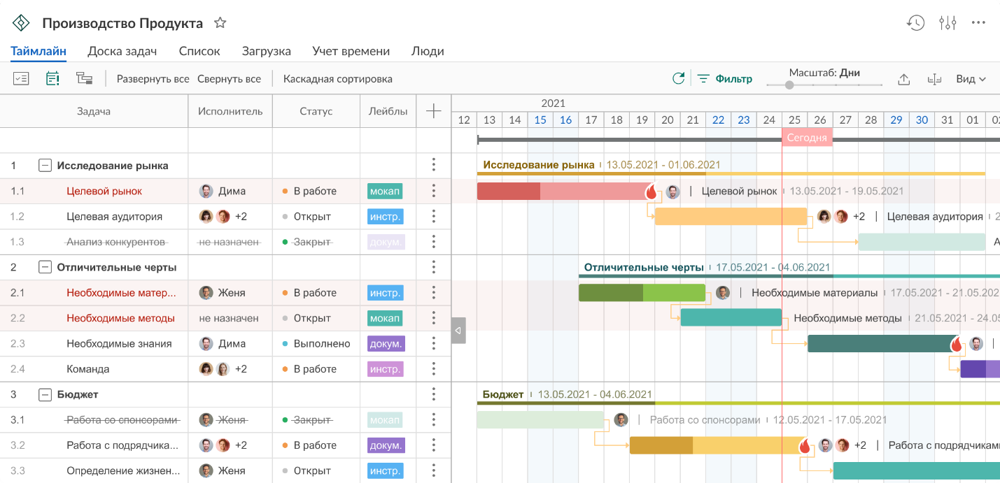 Производство Продукта
Таймлайн Доска задач Список Загрузка Учет времени Люди
Развернуть все Свернуть все Каскадная сортировка Фильтр Масштаб: Дни Вид
Задача Исполнитель Статус Лейблы
2021
12 13 14 15 16 17 18 19 20 21 22 23 24 25 26 27 28 29 30 31 01
Сегодня
1 Исследование рынка Исследование рынка 13.05.2021 - 01.06.2021
1.1 Целевой рынок Дима В работе мокап Целевой рынок 13.05.2021 - 19.05.2021
1.2 Целевая аудитория +2 Открыт инстр. +2 Целевая аудитория 2
1.3 Анализ конкурентов не назначен Закрыт докум. А
2 Отличительные черты Отличительные черты 17.05.2021 - 04.06.2021
2.1 Необходимые матер... Женя В работе инстр. Необходимые материалы 17.05.2021 - 21.05.202
2.2 Необходимые методы не назначен Открыт мокап Необходимые методы 21.05.2021 - 24.05
2.3 Необходимые знания Дима Выполнено докум.
2.4 Команда +2 В работе инстр.
3 Бюджет Бюджет 13.05.2021 - 04.06.2021
3.1 Работа со спонсорами Женя Закрыт мокап Работа со спонсорами 12.05.2021 - 17.05.2021
3.2 Работа с подрядчика... +2 В работе докум. +2 Работа с подрядчиками
3.3 Определение жизнен... Женя Открыт инстр.